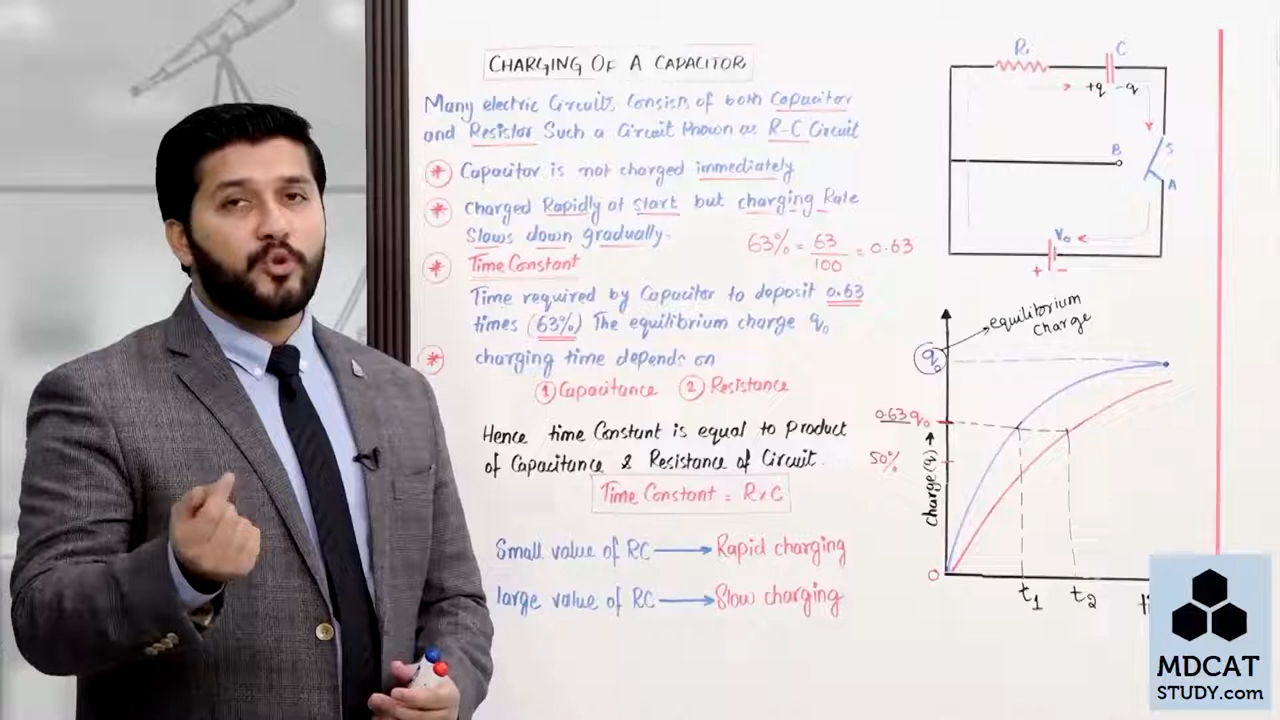 CHARGING OF A CAPACITOR
Many electric Circuits, Consists of both Capacitor
and Resistor Such a Circuit known as R-C Circuit
* Capacitor is not charged immediately
* Charged Rapidly at start but charging Rate
Slows down gradually.
63% = 63/100 = 0.63
* Time Constant
Time required by Capacitor to deposit 0.63
times (63%) The equilibrium charge q₀
* charging time depends on
① Capacitance ② Resistance
Hence time Constant is equal to Product
of Capacitance & Resistance of Circuit.
Time Constant = R×C
Small value of RC → Rapid charging
large value of RC → Slow charging
R C
+q -q
B S
A
V₀
+ -
equilibrium
charge
q₀
0.63q₀
50%
charge(q)
0
t₁ t₂
MDCAT
STUDY.com